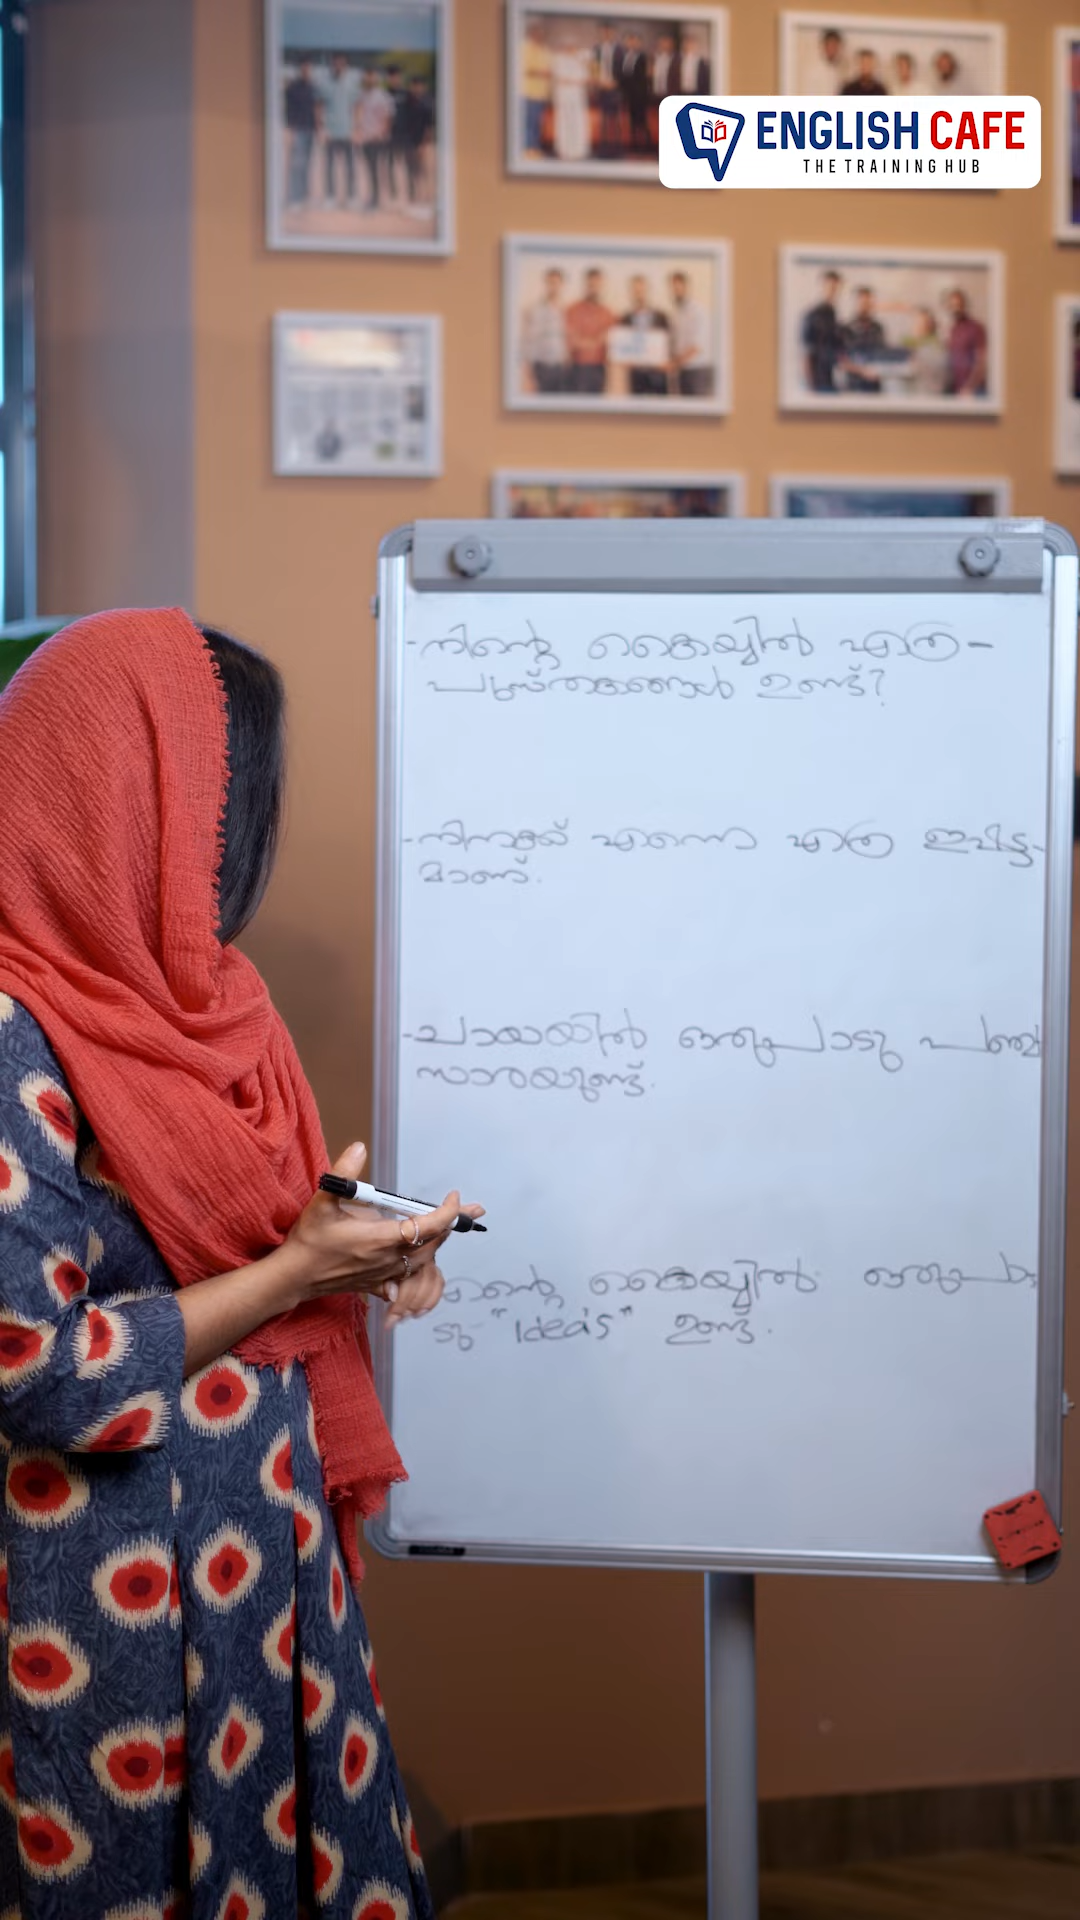 ENGLISH CAFE
THE TRAINING HUB
-നിന്റെ കൈയ്യിൽ എത്ര-
പുസ്തകങ്ങൾ ഉണ്ട്?
-നിനക്ക് എന്നെ എത്ര ഇഷ്ട-
മാണ്.
-ചായയിൽ ഒരുപാടു പഞ്ച
സാരയുണ്ട്.
എന്റെ കൈയ്യിൽ ഒരുപാ
ടു "Idea's" ഉണ്ട്.